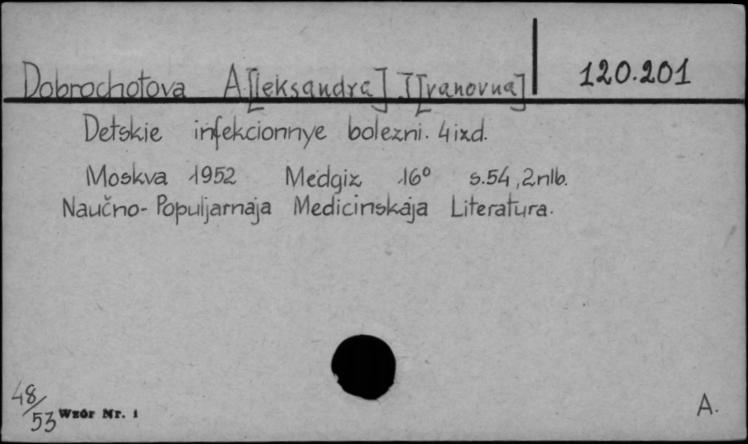 Dobrochotova A[leksandra] I[vanovna] 120.201
Detskie infekcionnye bolezni. 4 izd.
Moskva 1952 Medgiz 16° s.54, 2nlb.
Naučno-Populjarnaja Medicinskaja Literatura.
48/53 Wzór Nr. 1
A.